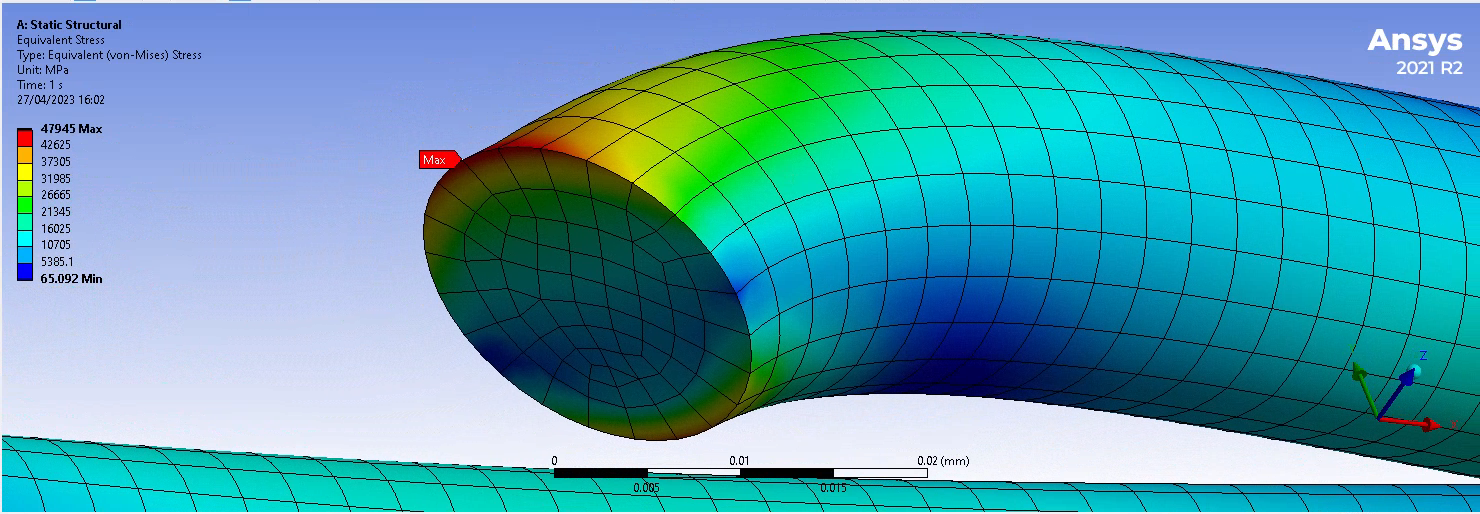 A: Static Structural
Equivalent Stress
Type: Equivalent (von-Mises) Stress
Unit: MPa
Time: 1 s
27/04/2023 16:02
47945 Max
42625
37305
31985
26665
21345
16025
10705
5385.1
65.092 Min
Ansys
2021 R2
Max
Z
X
0 0.01 0.02 (mm)
0.005 0.015